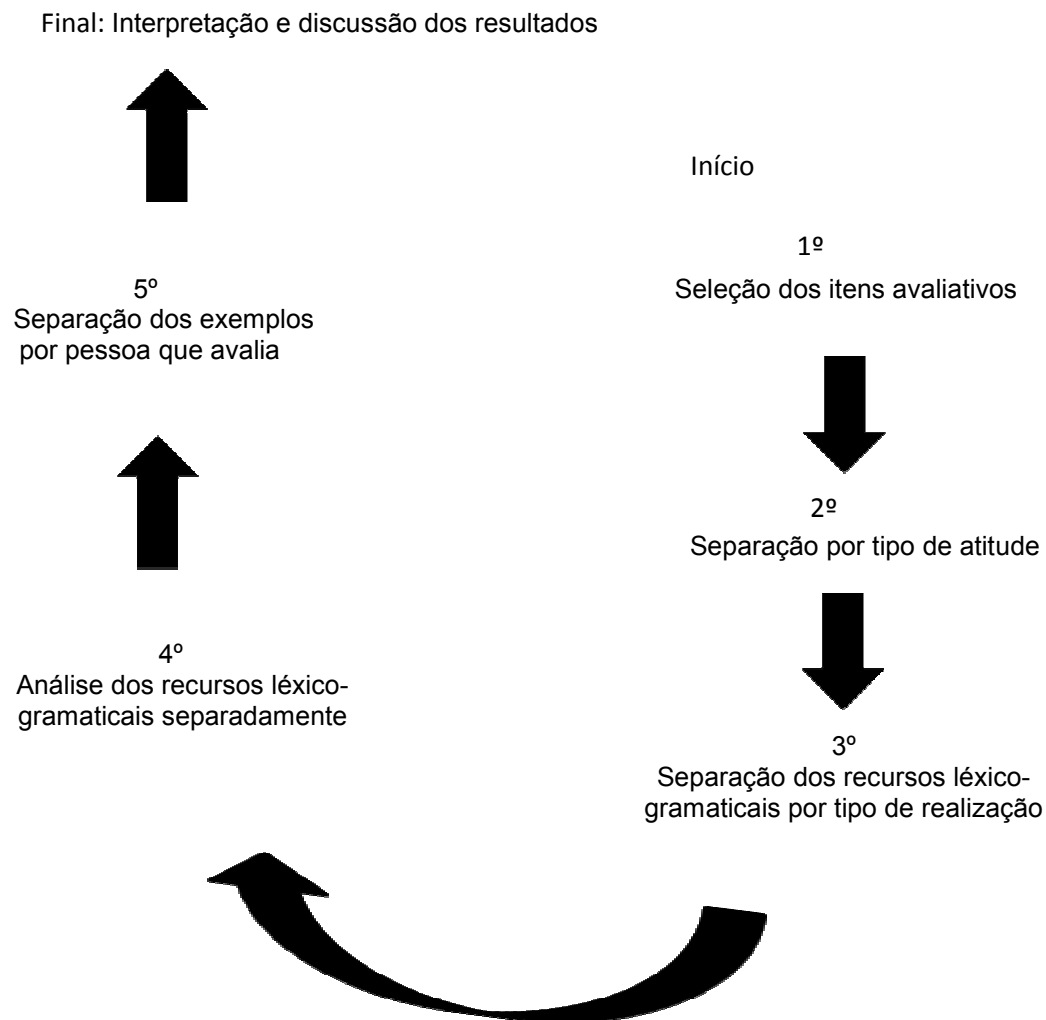 Final: Interpretação e discussão dos resultados
Início
1º
Seleção dos itens avaliativos
2º
Separação por tipo de atitude
3º
Separação dos recursos léxico-
gramaticais por tipo de realização
4º
Análise dos recursos léxico-
gramaticais separadamente
5º
Separação dos exemplos
por pessoa que avalia